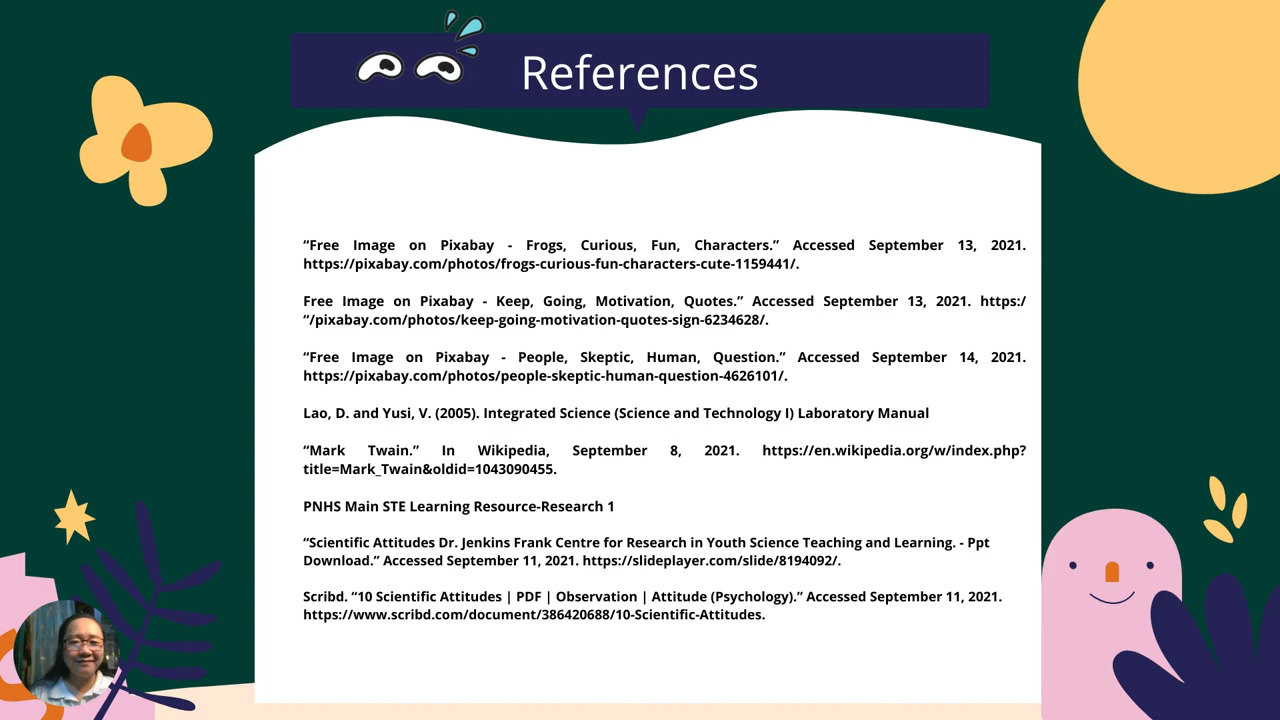 References
“Free Image on Pixabay - Frogs, Curious, Fun, Characters.” Accessed September 13, 2021.
https://pixabay.com/photos/frogs-curious-fun-characters-cute-1159441/.
Free Image on Pixabay - Keep, Going, Motivation, Quotes.” Accessed September 13, 2021. https:/
“/pixabay.com/photos/keep-going-motivation-quotes-sign-6234628/.
“Free Image on Pixabay - People, Skeptic, Human, Question.” Accessed September 14, 2021.
https://pixabay.com/photos/people-skeptic-human-question-4626101/.
Lao, D. and Yusi, V. (2005). Integrated Science (Science and Technology I) Laboratory Manual
“Mark Twain.” In Wikipedia, September 8, 2021. https://en.wikipedia.org/w/index.php?
title=Mark_Twain&oldid=1043090455.
PNHS Main STE Learning Resource-Research 1
“Scientific Attitudes Dr. Jenkins Frank Centre for Research in Youth Science Teaching and Learning. - Ppt
Download.” Accessed September 11, 2021. https://slideplayer.com/slide/8194092/.
Scribd. “10 Scientific Attitudes | PDF | Observation | Attitude (Psychology).” Accessed September 11, 2021.
https://www.scribd.com/document/386420688/10-Scientific-Attitudes.